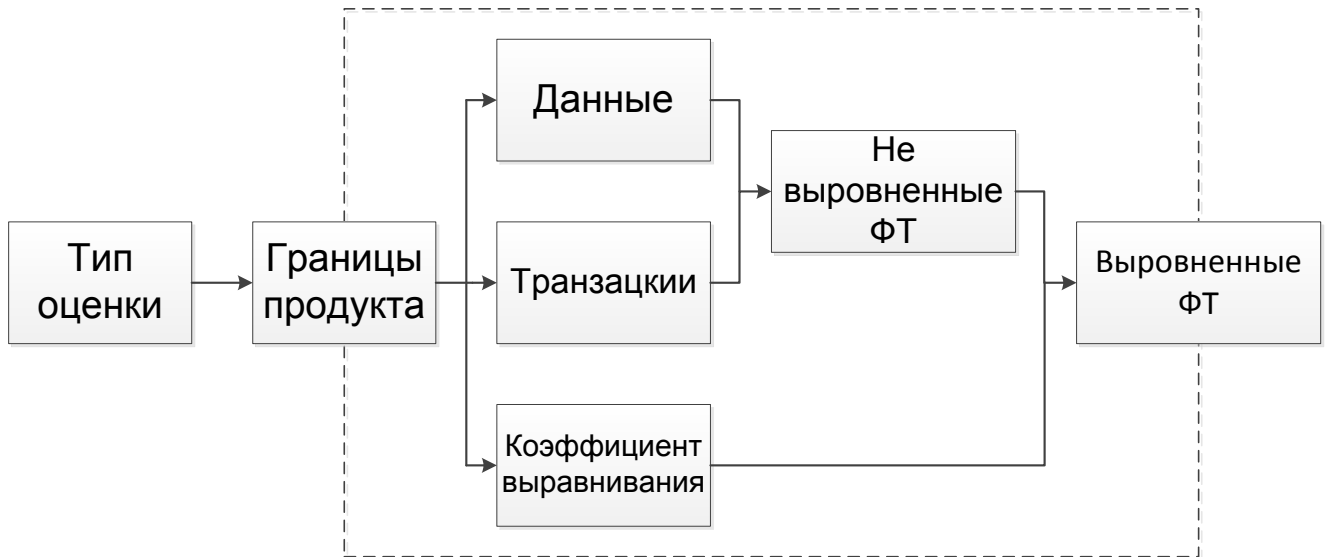 Тип
оценки
Границы
продукта
Данные
Транзацкии
Коэффициент
выравнивания
Не
выровненные
ФТ
Выровненные
ФТ